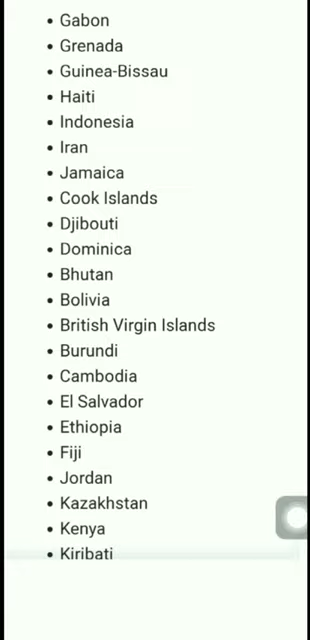 • Gabon
• Grenada
• Guinea-Bissau
• Haiti
• Indonesia
• Iran
• Jamaica
• Cook Islands
• Djibouti
• Dominica
• Bhutan
• Bolivia
• British Virgin Islands
• Burundi
• Cambodia
• El Salvador
• Ethiopia
• Fiji
• Jordan
• Kazakhstan
• Kenya
• Kiribati